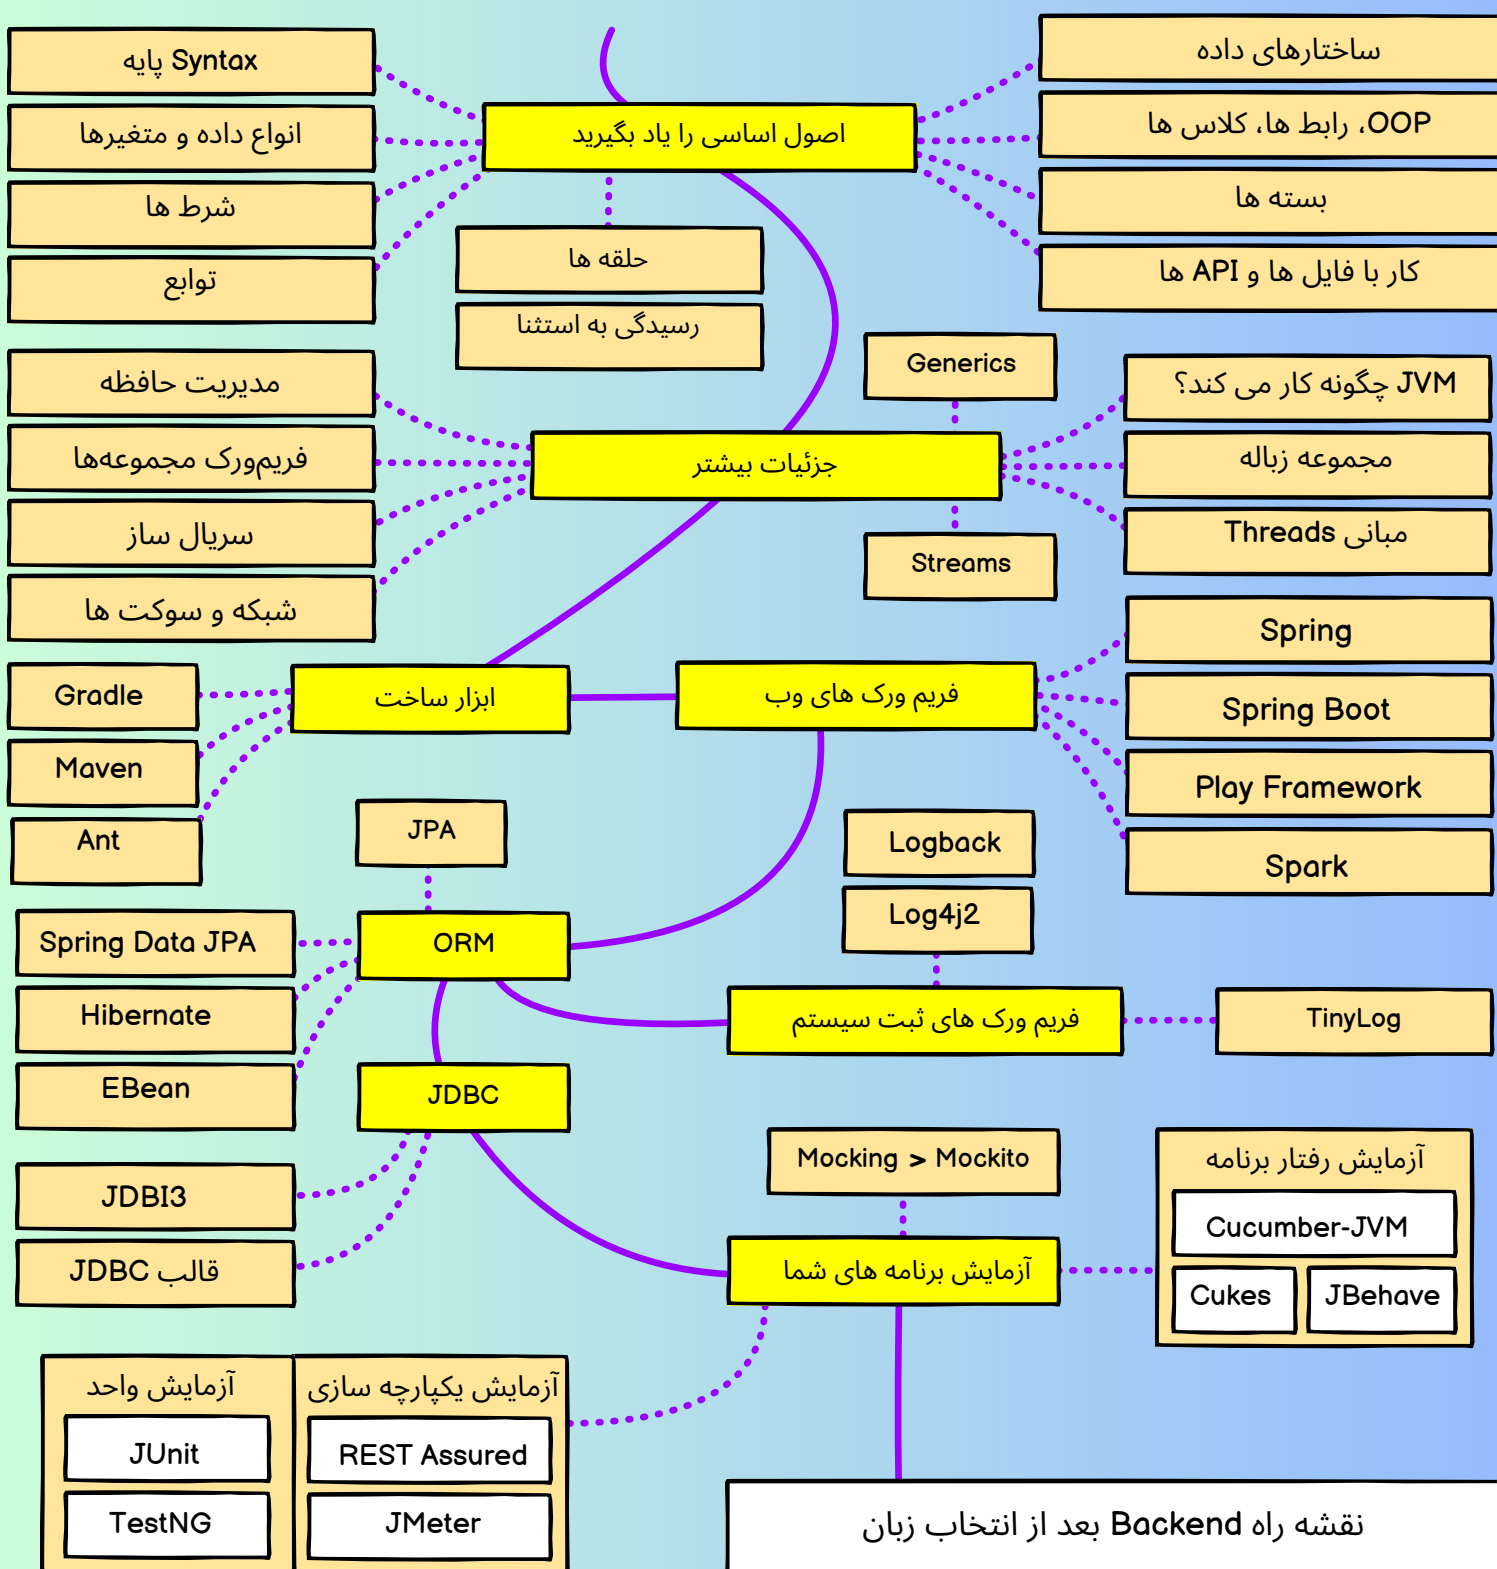 اصول اساسی را یاد بگیرید
Syntax پایه
انواع داده و متغیرها
شرط ها
توابع
حلقه ها
رسیدگی به استثنا
ساختارهای داده
OOP، رابط ها، کلاس ها
بسته ها
کار با فایل ها و API ها
جزئیات بیشتر
مدیریت حافظه
فریم‌ورک مجموعه‌ها
سریال ساز
شبکه و سوکت ها
Generics
Streams
JVM چگونه کار می کند؟
مجموعه زباله
مبانی Threads
ابزار ساخت
Gradle
Maven
Ant
فریم ورک های وب
Spring
Spring Boot
Play Framework
Spark
ORM
JPA
Spring Data JPA
Hibernate
EBean
فریم ورک های ثبت سیستم
Logback
Log4j2
TinyLog
JDBC
JDBI3
قالب JDBC
آزمایش برنامه های شما
Mocking > Mockito
آزمایش رفتار برنامه
Cucumber-JVM
Cukes
JBehave
آزمایش یکپارچه سازی
REST Assured
JMeter
آزمایش واحد
JUnit
TestNG
نقشه راه Backend بعد از انتخاب زبان